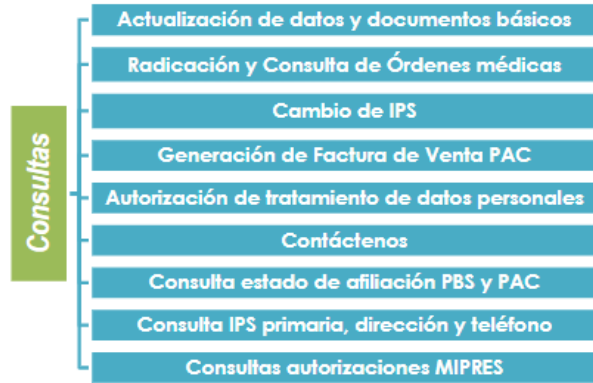 Consultas
Actualización de datos y documentos básicos
Radicación y Consulta de Órdenes médicas
Cambio de IPS
Generación de Factura de Venta PAC
Autorización de tratamiento de datos personales
Contáctenos
Consulta estado de afiliación PBS y PAC
Consulta IPS primaria, dirección y teléfono
Consultas autorizaciones MIPRES